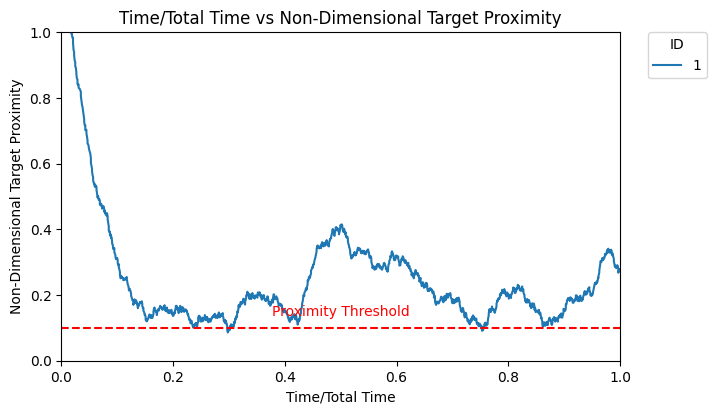 Time/Total Time vs Non-Dimensional Target Proximity
ID
1
Non-Dimensional Target Proximity
1.0
0.8
0.6
0.4
0.2
0.0
Proximity Threshold
0.0 0.2 0.4 0.6 0.8 1.0
Time/Total Time